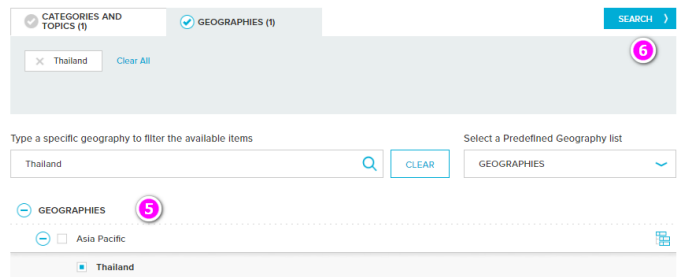 CATEGORIES AND
TOPICS (1)
GEOGRAPHIES (1)
SEARCH
6
Thailand
Clear All
Type a specific geography to filter the available items
Select a Predefined Geography list
Thailand
CLEAR
GEOGRAPHIES
GEOGRAPHIES
5
Asia Pacific
Thailand